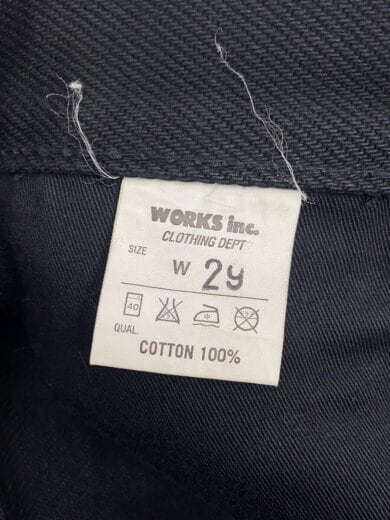 WORKS inc.
CLOTHING DEPT
SIZE
W 29
40
QUAL.
COTTON 100%